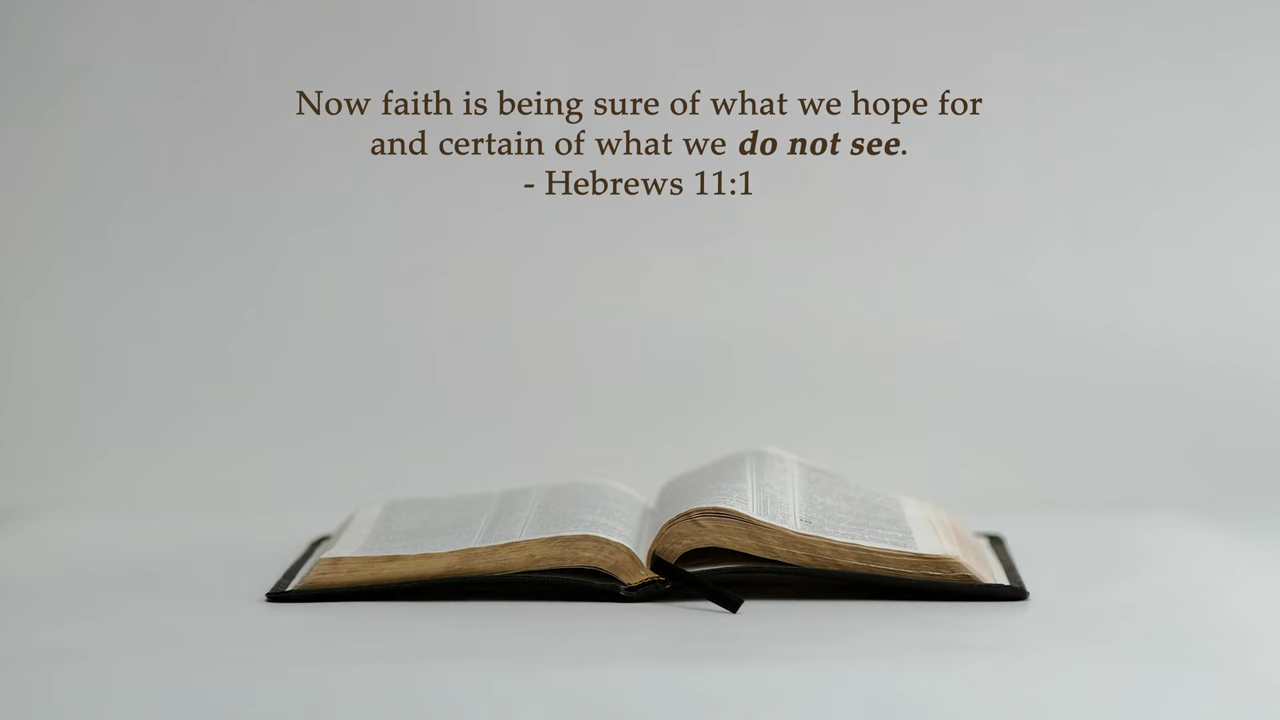 Now faith is being sure of what we hope for
and certain of what we do not see.
- Hebrews 11:1